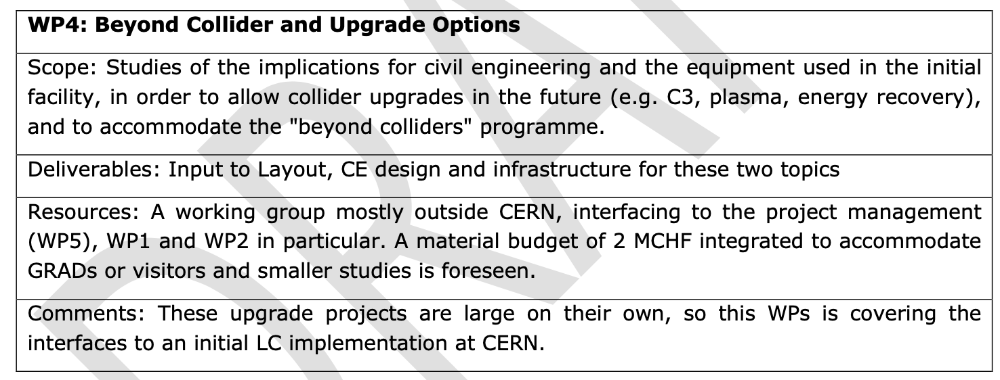 WP4: Beyond Collider and Upgrade Options
Scope: Studies of the implications for civil engineering and the equipment used in the initial
facility, in order to allow collider upgrades in the future (e.g. C3, plasma, energy recovery),
and to accommodate the "beyond colliders" programme.
Deliverables: Input to Layout, CE design and infrastructure for these two topics
Resources: A working group mostly outside CERN, interfacing to the project management
(WP5), WP1 and WP2 in particular. A material budget of 2 MCHF integrated to accommodate
GRADs or visitors and smaller studies is foreseen.
Comments: These upgrade projects are large on their own, so this WPs is covering the
interfaces to an initial LC implementation at CERN.